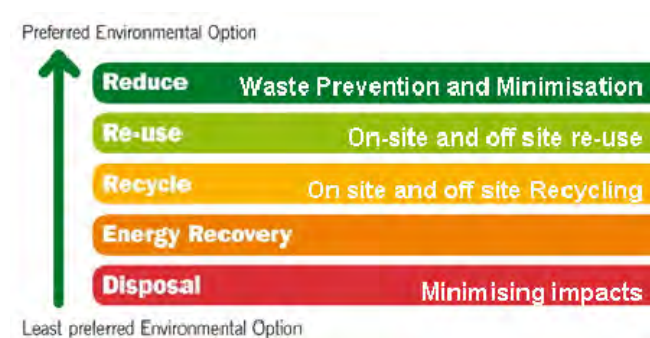 Preferred Environmental Option
Reduce Waste Prevention and Minimisation
Re-use On-site and off site re-use
Recycle On site and off site Recycling
Energy Recovery
Disposal Minimising impacts
Least preferred Environmental Option